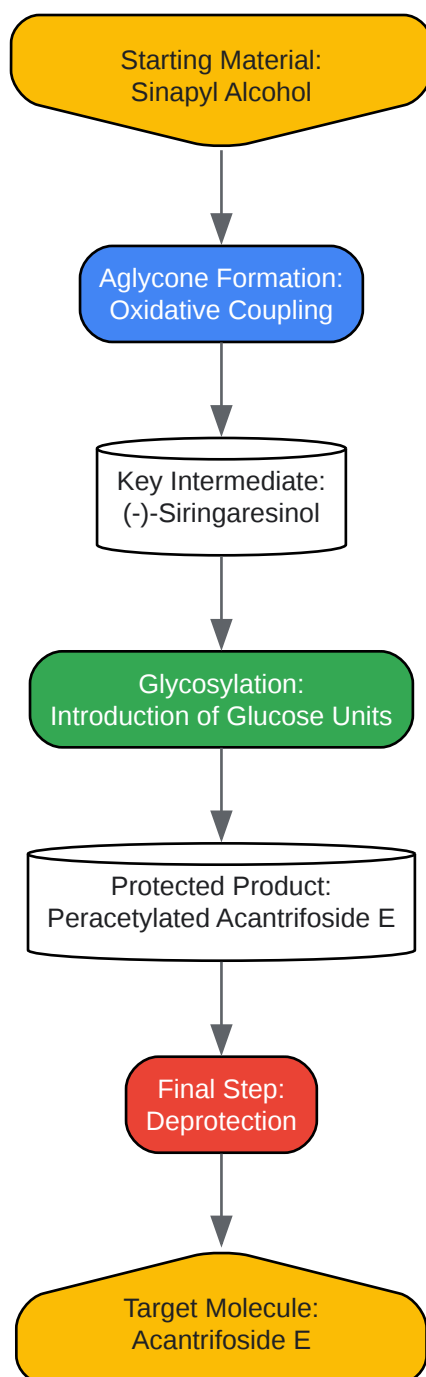 Starting Material:
Sinapyl Alcohol
Aglycone Formation:
Oxidative Coupling
Key Intermediate:
(-)-Siringaresinol
Glycosylation:
Introduction of Glucose Units
Protected Product:
Peracetylated Acantrifoside E
Final Step:
Deprotection
Target Molecule:
Acantrifoside E